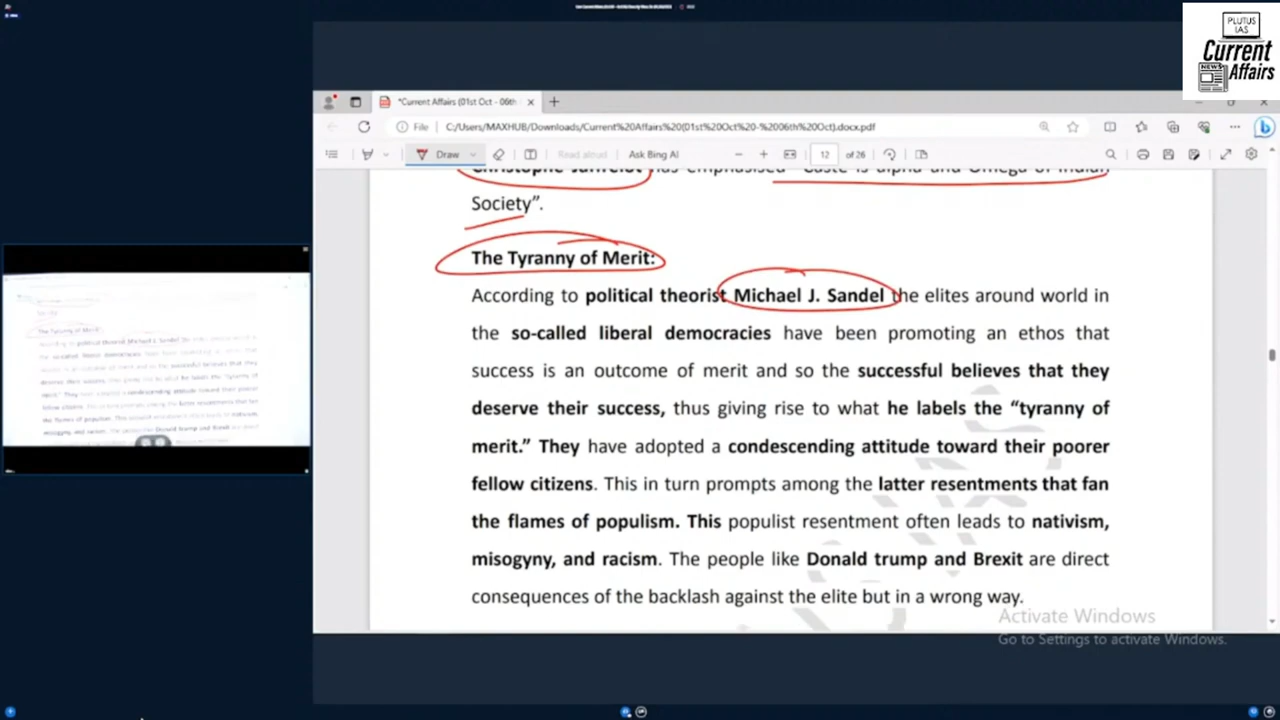 PLUTUS
IAS
Current
NEWS
Affairs
*Current Affairs (01st Oct - 06th
File
C:/Users/MAXHUB/Downloads/Current%20Affairs%20(01st%20Oct%20-%2006th%20Oct).docx.pdf
Draw
Read aloud
Ask Bing AI
12
of 26
Society”.
The Tyranny of Merit:
According to political theorist Michael J. Sandel the elites around world in
the so-called liberal democracies have been promoting an ethos that
success is an outcome of merit and so the successful believes that they
deserve their success, thus giving rise to what he labels the “tyranny of
merit.” They have adopted a condescending attitude toward their poorer
fellow citizens. This in turn prompts among the latter resentments that fan
the flames of populism. This populist resentment often leads to nativism,
misogyny, and racism. The people like Donald trump and Brexit are direct
consequences of the backlash against the elite but in a wrong way.
Activate Windows
Go to Settings to activate Windows.